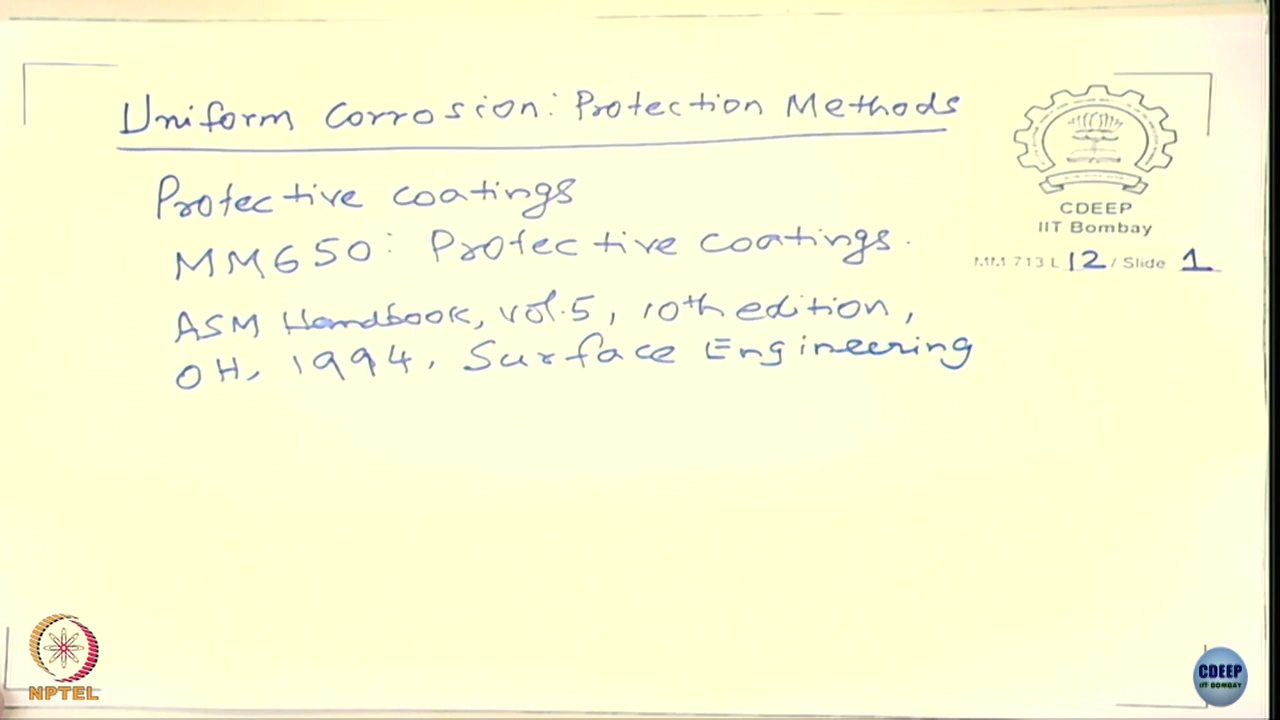 Uniform Corrosion: Protection Methods
Protective coatings
MM650: Protective coatings.
ASM Handbook, vol.5, 10th edition,
OH, 1994, Surface Engineering
CDEEP
IIT Bombay
MM 713 L 12 / Slide 1
NPTEL
CDEEP
IIT BOMBAY